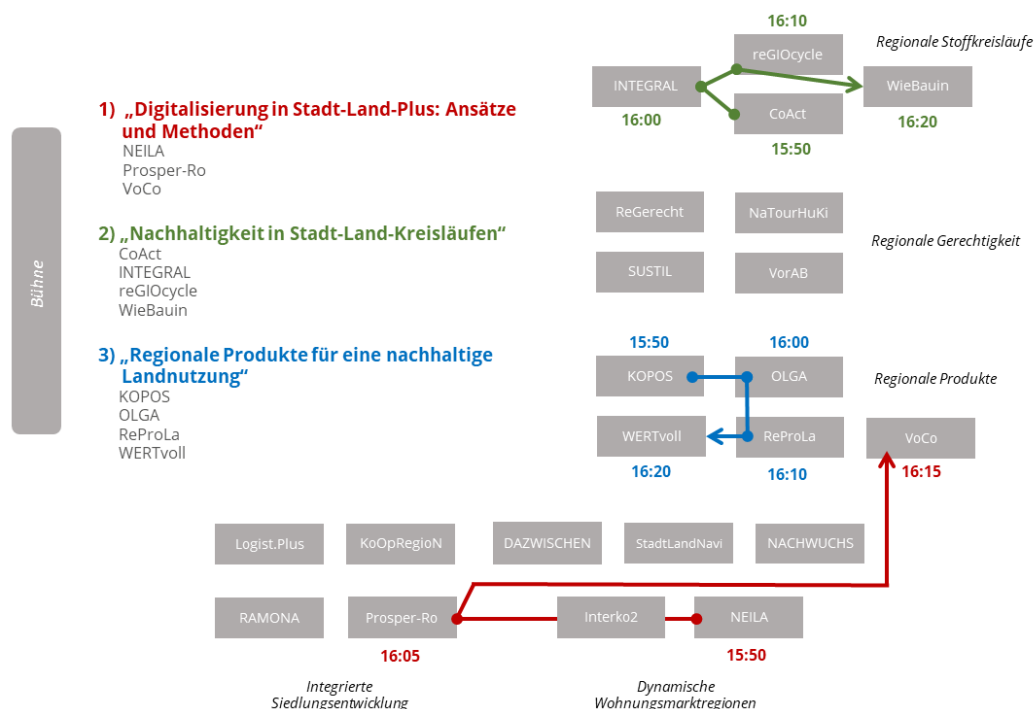 Bühne
1) „Digitalisierung in Stadt-Land-Plus: Ansätze
und Methoden“
NEILA
Prosper-Ro
VoCo
2) „Nachhaltigkeit in Stadt-Land-Kreisläufen“
CoAct
INTEGRAL
reGIOcycle
WieBauin
3) „Regionale Produkte für eine nachhaltige
Landnutzung“
KOPOS
OLGA
ReProLa
WERTvoll
16:10
reGIOcycle
Regionale Stoffkreisläufe
INTEGRAL
WieBauin
16:00
CoAct
16:20
15:50
ReGerecht
NaTourHuKi
Regionale Gerechtigkeit
SUSTIL
VorAB
15:50
16:00
KOPOS
OLGA
Regionale Produkte
WERTvoll
ReProLa
VoCo
16:20
16:10
16:15
Logist.Plus
KoOpRegioN
DAZWISCHEN
StadtLandNavi
NACHWUCHS
RAMONA
Prosper-Ro
Interko2
NEILA
16:05
15:50
Integrierte
Siedlungsentwicklung
Dynamische
Wohnungsmarktregionen